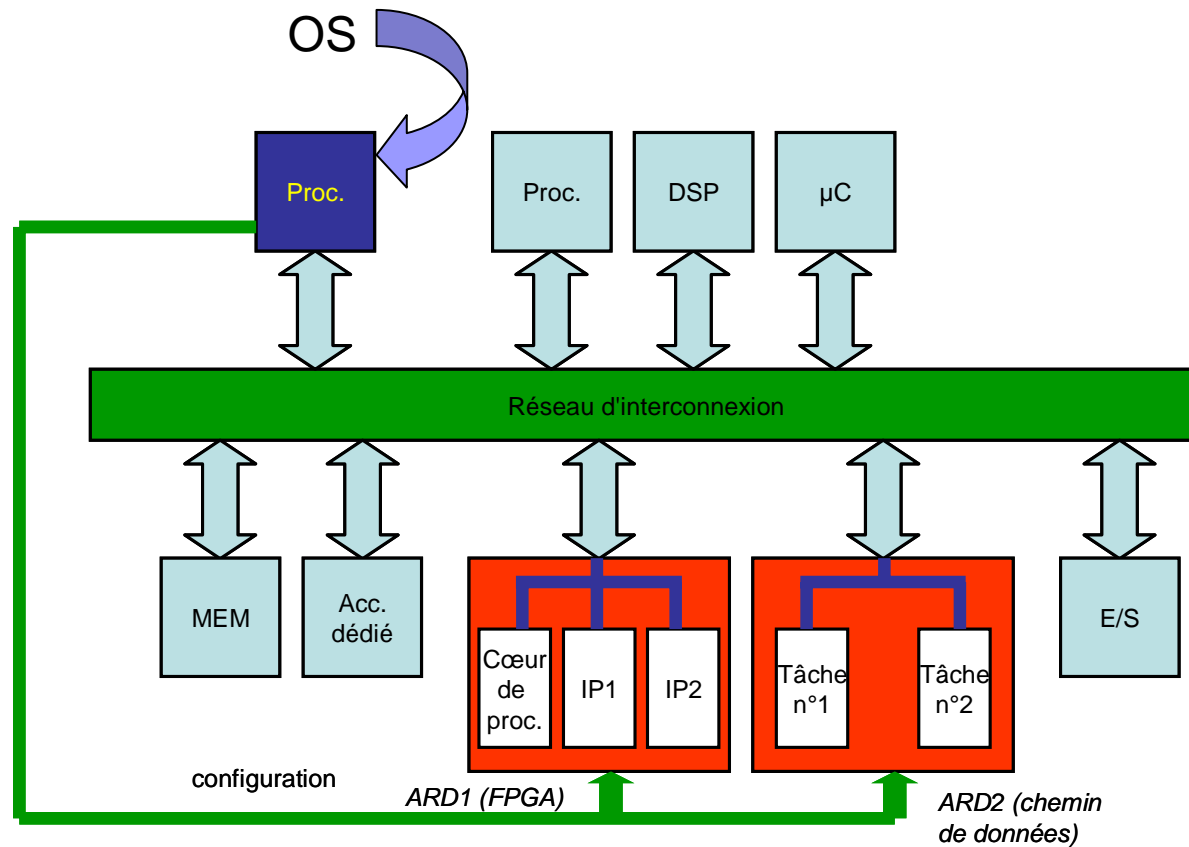 OS
Proc.
Proc.
DSP
µC
Réseau d'interconnexion
MEM
Acc.
dédié
Cœur
de
proc.
IP1
IP2
Tâche
n°1
Tâche
n°2
E/S
configuration
ARD1 (FPGA)
ARD2 (chemin
de données)